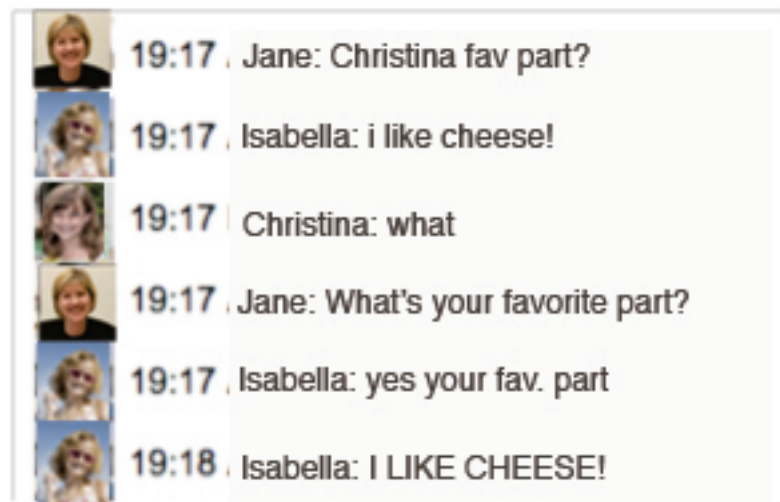 19:17 Jane: Christina fav part?
19:17 Isabella: i like cheese!
19:17 Christina: what
19:17 Jane: What's your favorite part?
19:17 Isabella: yes your fav. part
19:18 Isabella: I LIKE CHEESE!